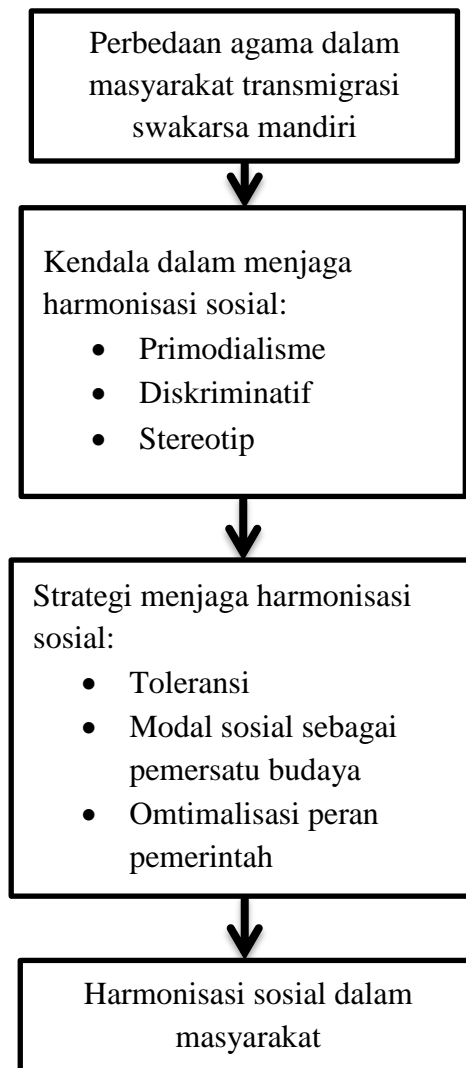 Perbedaan agama dalam
masyarakat transmigrasi
swakarsa mandiri
Kendala dalam menjaga
harmonisasi sosial:
• Primodialisme
• Diskriminatif
• Stereotip
Strategi menjaga harmonisasi
sosial:
• Toleransi
• Modal sosial sebagai
pemersatu budaya
• Omtimalisasi peran
pemerintah
Harmonisasi sosial dalam
masyarakat